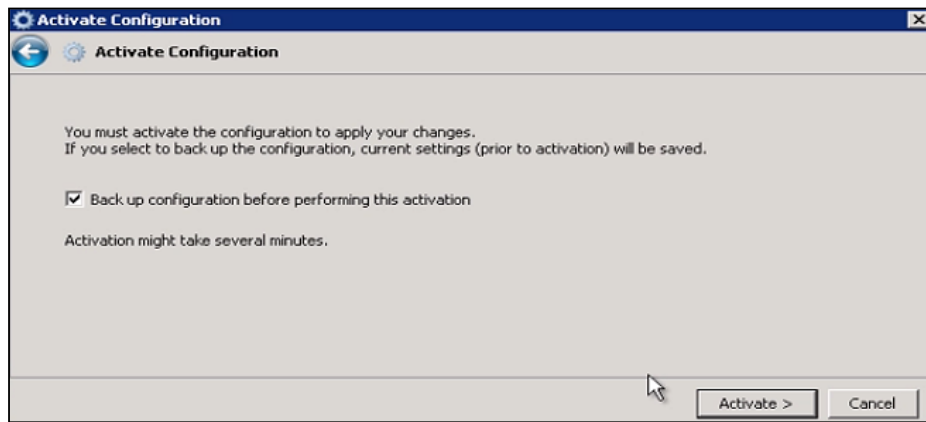 Activate Configuration
Activate Configuration
You must activate the configuration to apply your changes.
If you select to back up the configuration, current settings (prior to activation) will be saved.
Back up configuration before performing this activation
Activation might take several minutes.
Activate >
Cancel